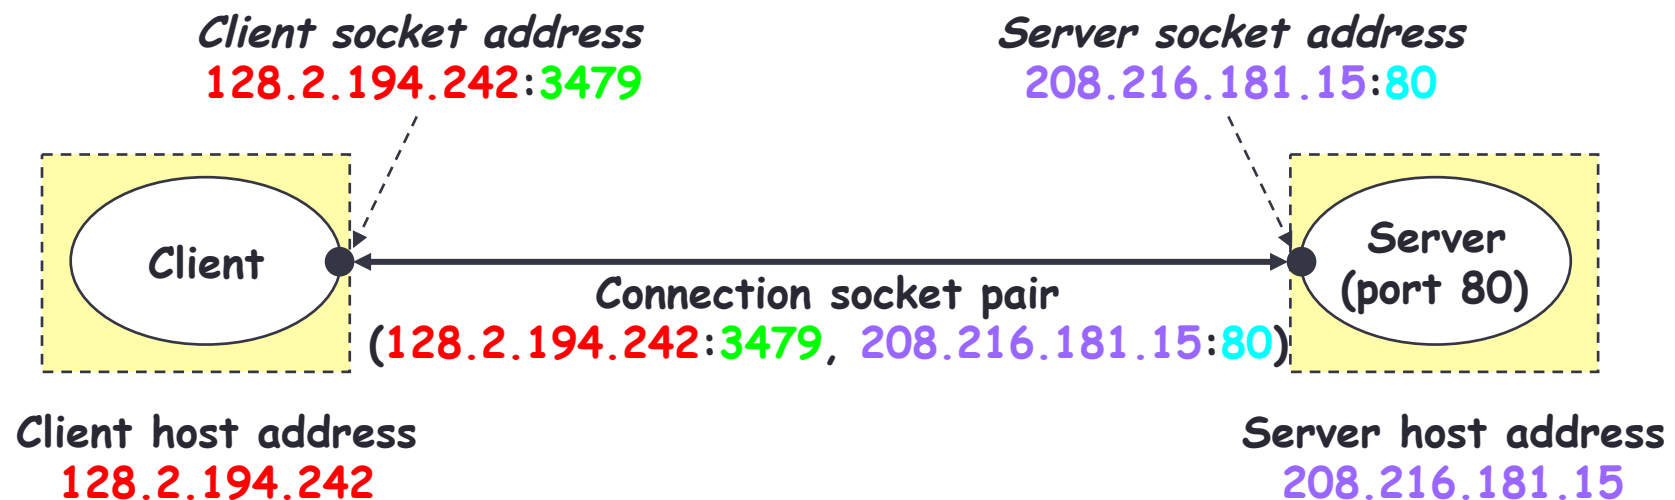 Client socket address
128.2.194.242:3479
Server socket address
208.216.181.15:80
Client
Server
(port 80)
Connection socket pair
(128.2.194.242:3479, 208.216.181.15:80)
Client host address
128.2.194.242
Server host address
208.216.181.15